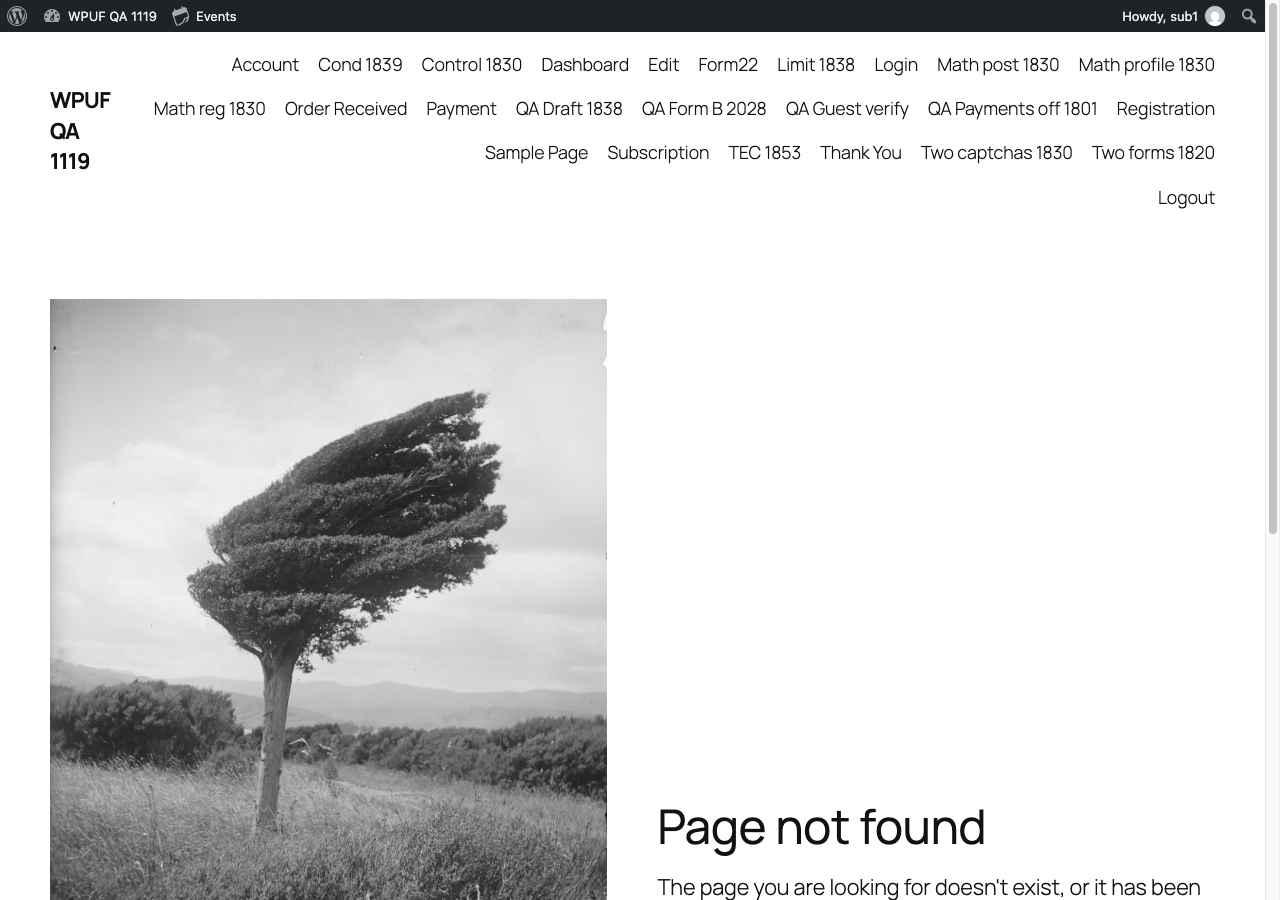 WPUF QA 1119 Events Howdy, sub1
Account Cond 1839 Control 1830 Dashboard Edit Form22 Limit 1838 Login Math post 1830 Math profile 1830
WPUF
QA
1119
Math reg 1830 Order Received Payment QA Draft 1838 QA Form B 2028 QA Guest verify QA Payments off 1801 Registration
Sample Page Subscription TEC 1853 Thank You Two captchas 1830 Two forms 1820
Logout
Page not found
The page you are looking for doesn't exist, or it has been